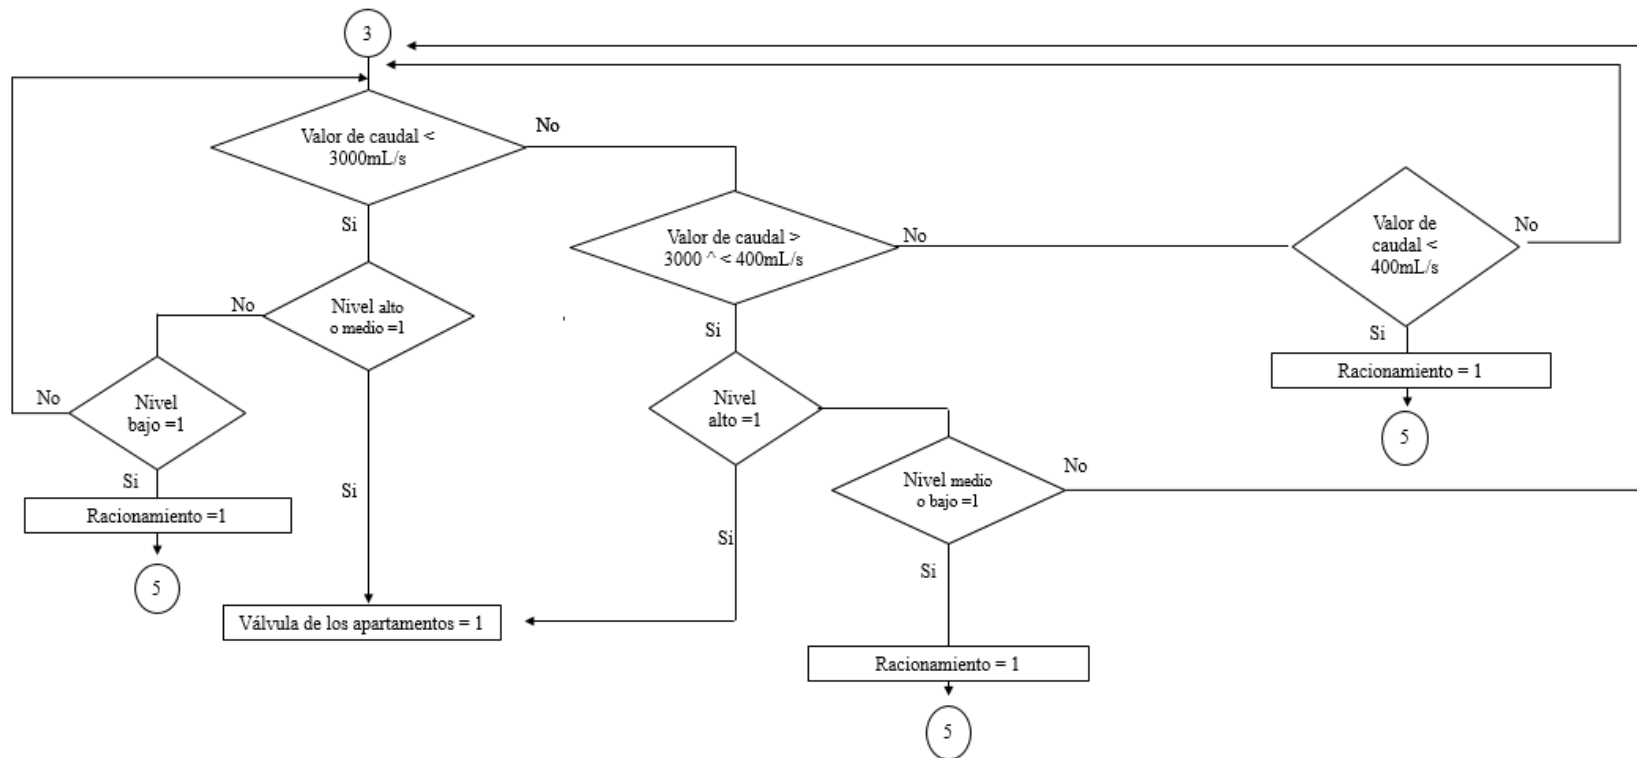 3
Valor de caudal <
3000mL/s
No
Si
Valor de caudal >
3000 ^ < 400mL/s
No
Valor de
caudal <
400mL/s
No
Si
Racionamiento = 1
5
Nivel alto
o medio =1
No
Si
Nivel
bajo =1
No
Si
Racionamiento =1
5
Válvula de los apartamentos = 1
Si
Nivel
alto =1
Si
Nivel medio
o bajo =1
No
Si
Racionamiento = 1
5